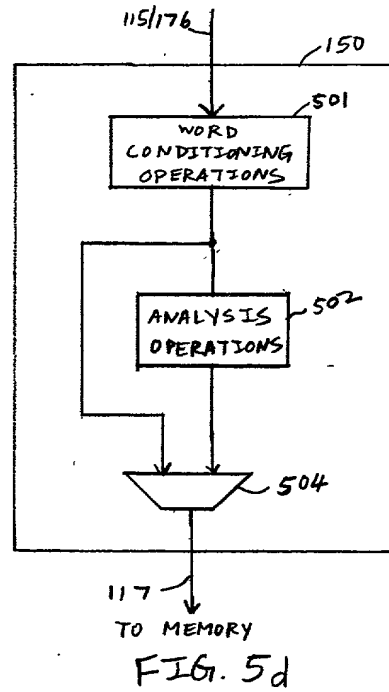 115/176
150
501
WORD
CONDITIONING
OPERATIONS
502
ANALYSIS
OPERATIONS
504
117
TO MEMORY
FIG. 5d